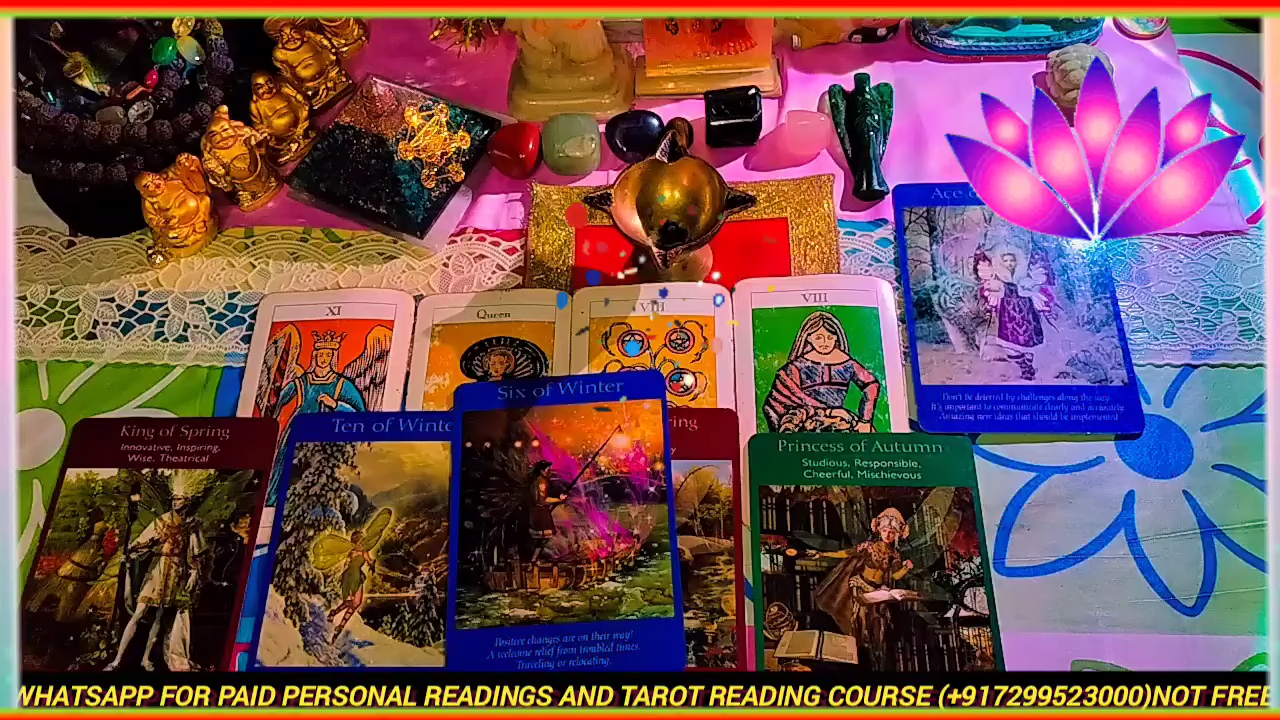 XI
Queen
VIII
VIII
Ace
Don't be deterred by challenges along the way.
It's important to communicate clearly and accurately.
Amazing new ideas that should be implemented
Six of Winter
Positive changes are on their way!
A welcome relief from troubled times.
Traveling or relocating.
King of Spring
Innovative, Inspiring,
Wise, Theatrical
Ten of Winte
ring
Princess of Autumn
Studious, Responsible,
Cheerful, Mischievous
WHATSAPP FOR PAID PERSONAL READINGS AND TAROT READING COURSE (+917299523000)NOT FREE